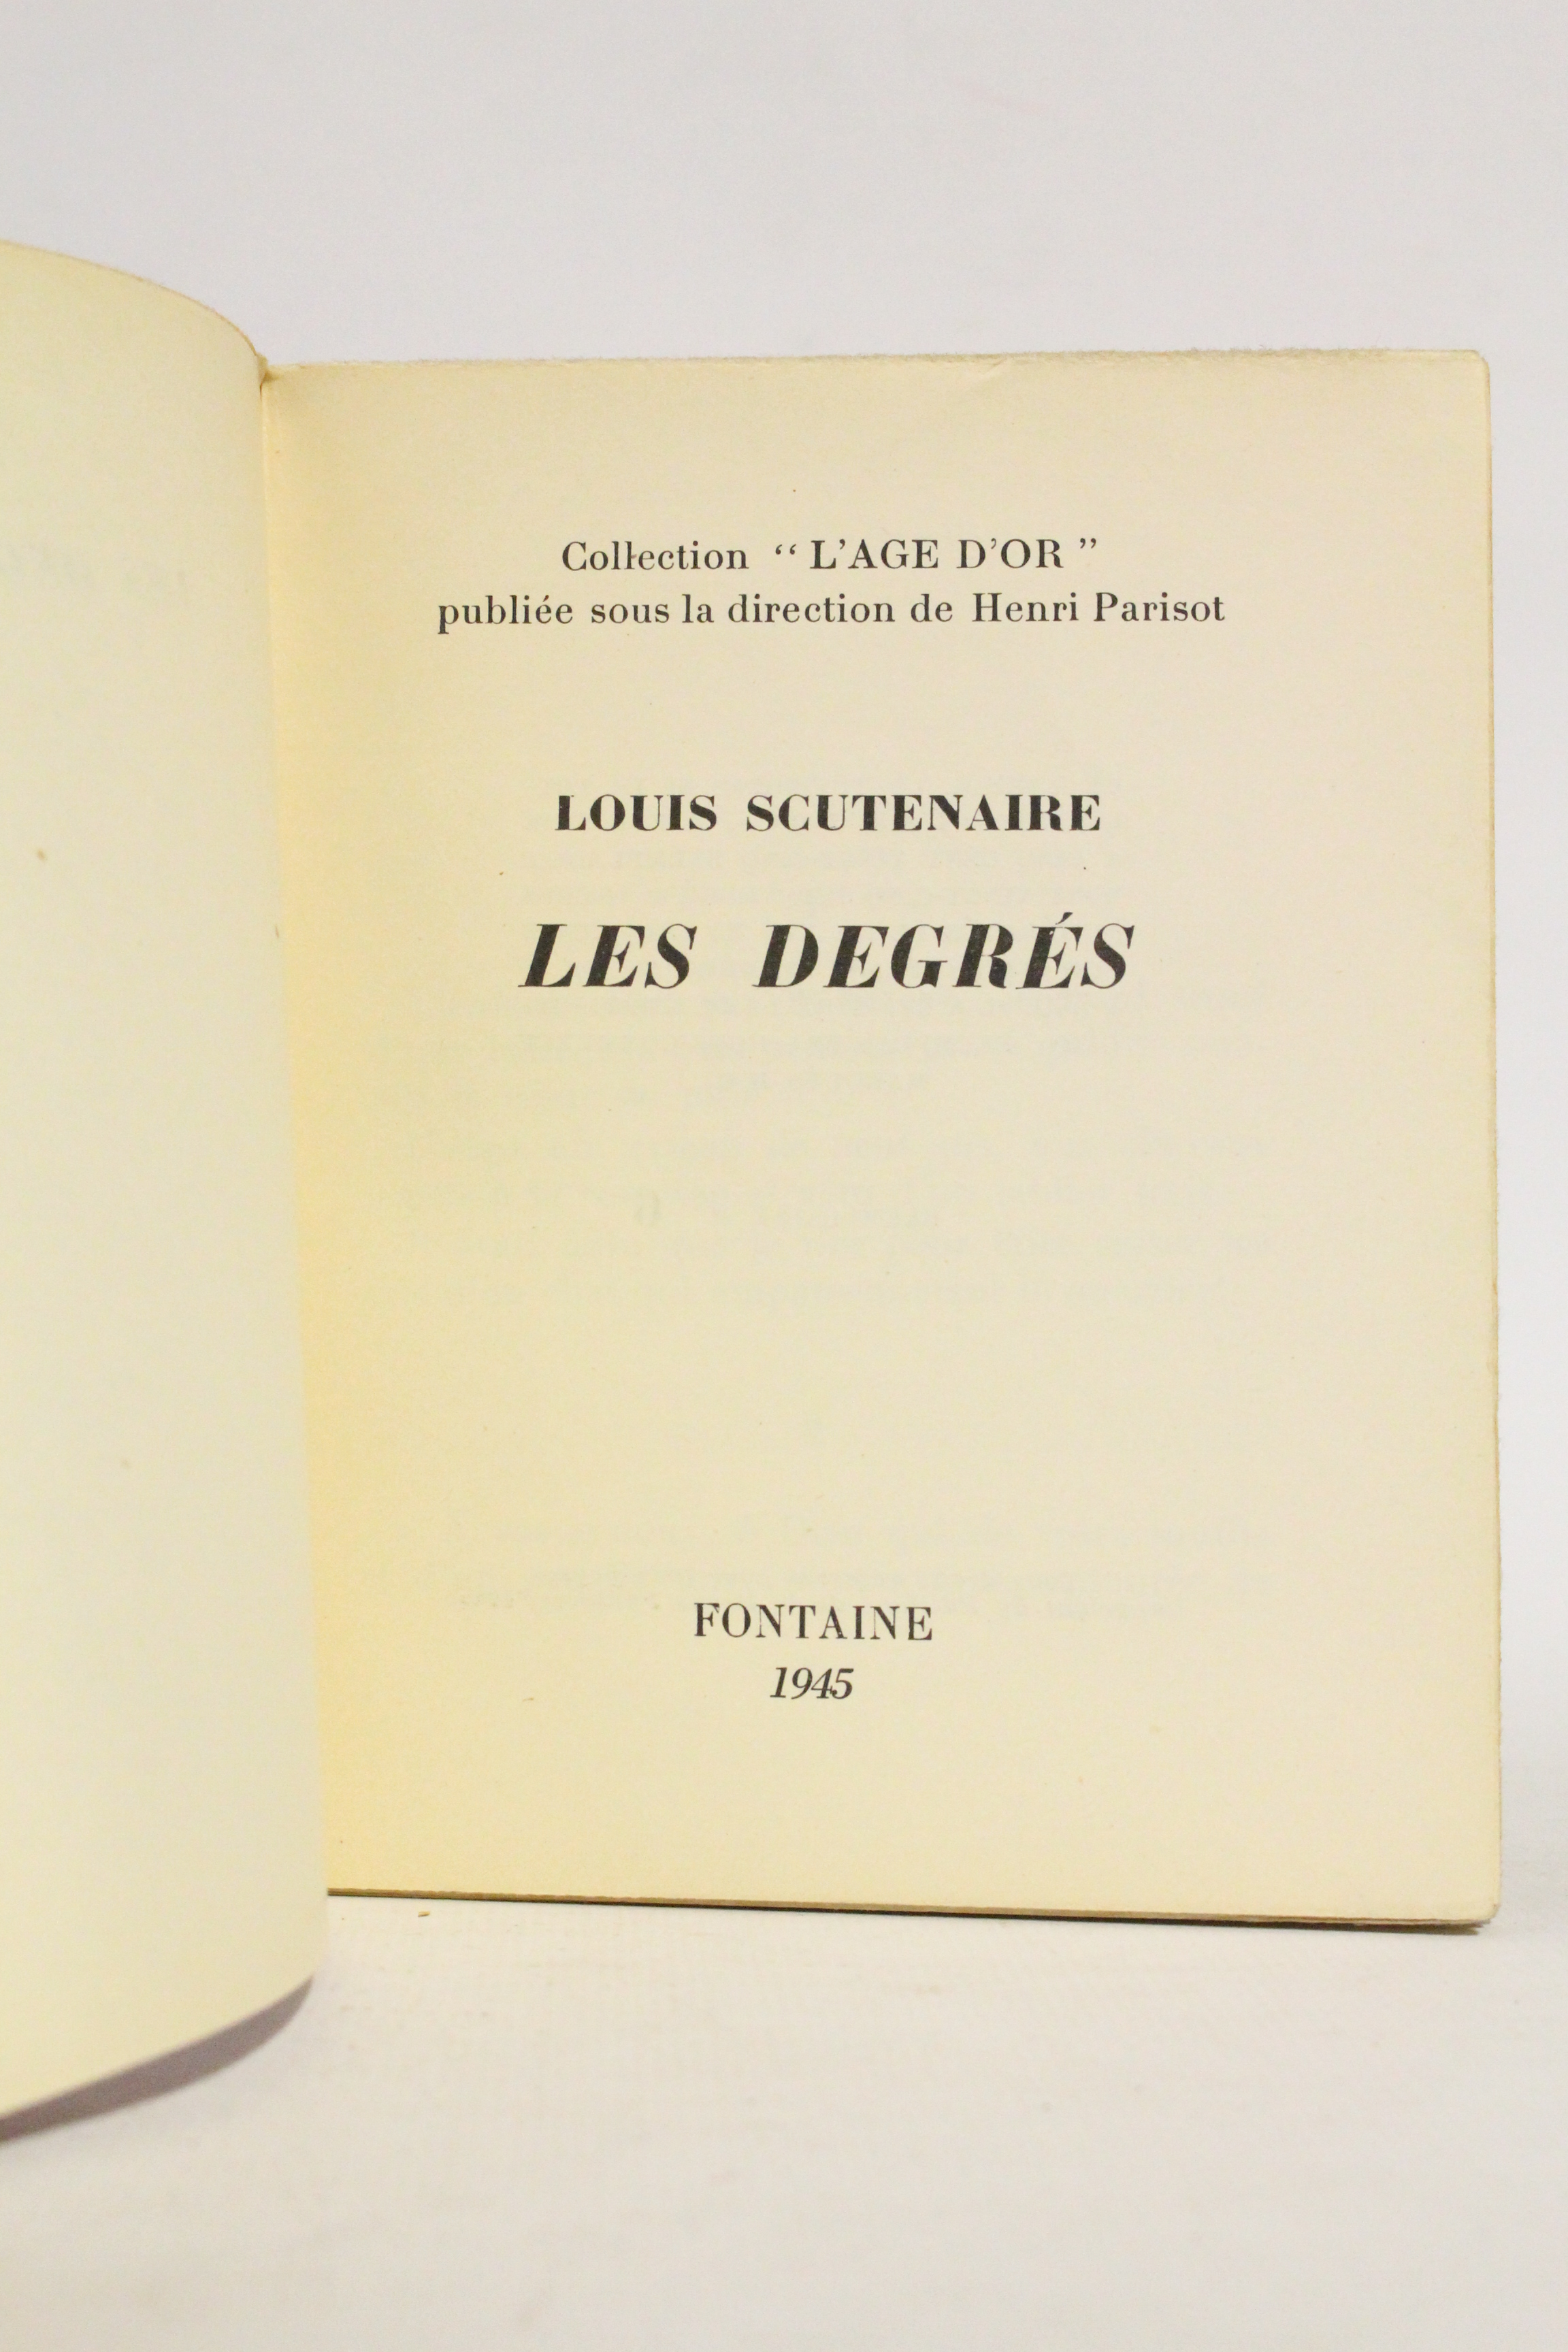 Collection “ L'AGE D'OR ”
publiée sous la direction de Henri Parisot
LOUIS SCUTENAIRE
LES DEGRÉS
FONTAINE
1945